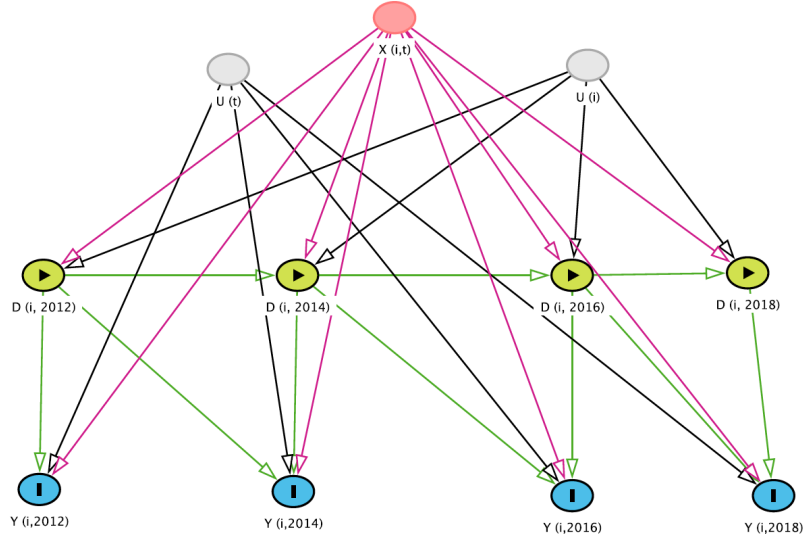 X (i,t)
U (t)
U (i)
D (i, 2012)
D (i, 2014)
D (i, 2016)
D (i, 2018)
Y (i,2012)
Y (i,2014)
Y (i,2016)
Y (i,2018)